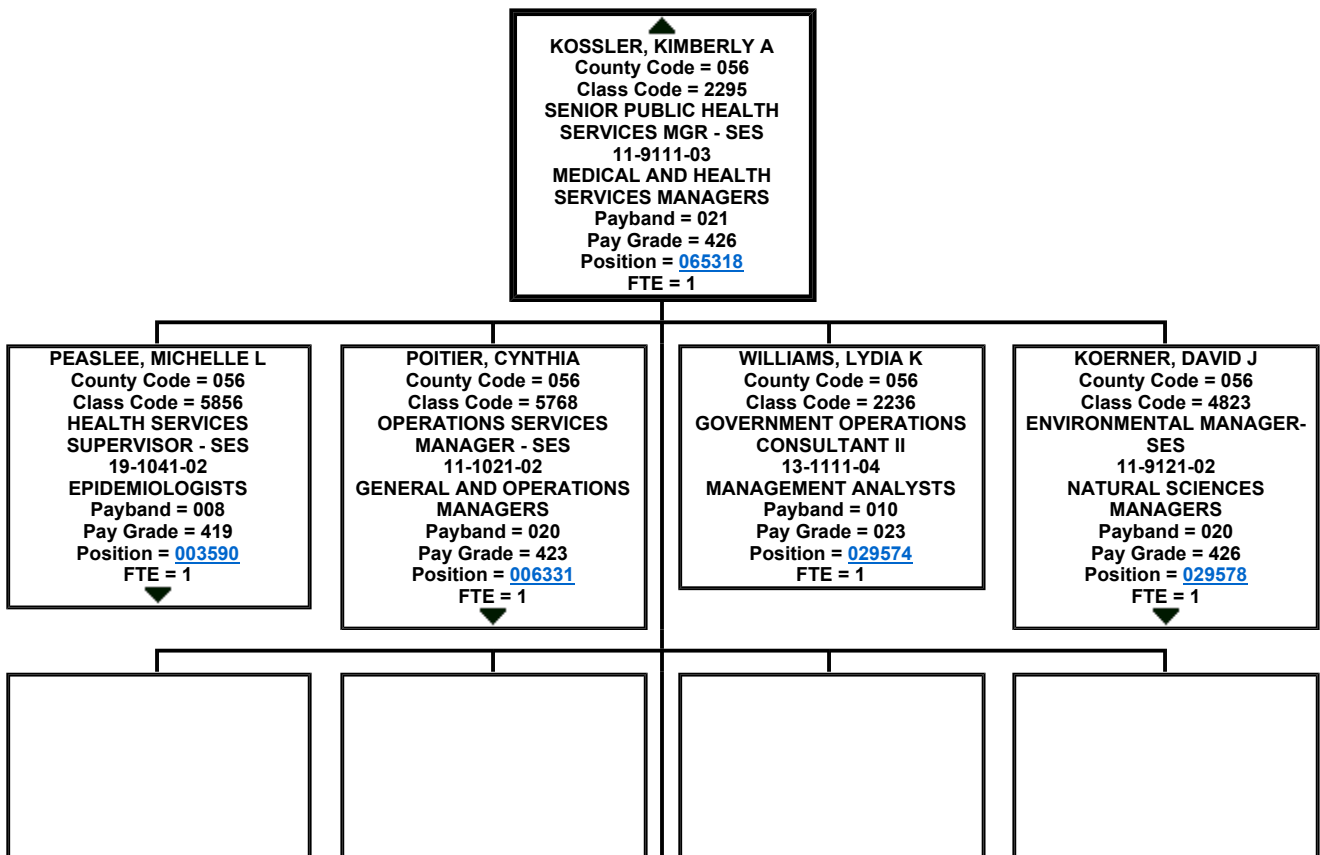 KOSSLER, KIMBERLY A
County Code = 056
Class Code = 2295
SENIOR PUBLIC HEALTH
SERVICES MGR - SES
11-9111-03
MEDICAL AND HEALTH
SERVICES MANAGERS
Payband = 021
Pay Grade = 426
Position = 065318
FTE = 1
PEASLEE, MICHELLE L
County Code = 056
Class Code = 5856
HEALTH SERVICES
SUPERVISOR - SES
19-1041-02
EPIDEMIOLOGISTS
Payband = 008
Pay Grade = 419
Position = 003590
FTE = 1
POITIER, CYNTHIA
County Code = 056
Class Code = 5768
OPERATIONS SERVICES
MANAGER - SES
11-1021-02
GENERAL AND OPERATIONS
MANAGERS
Payband = 020
Pay Grade = 423
Position = 006331
FTE = 1
WILLIAMS, LYDIA K
County Code = 056
Class Code = 2236
GOVERNMENT OPERATIONS
CONSULTANT II
13-1111-04
MANAGEMENT ANALYSTS
Payband = 010
Pay Grade = 023
Position = 029574
FTE = 1
KOERNER, DAVID J
County Code = 056
Class Code = 4823
ENVIRONMENTAL MANAGER-
SES
11-9121-02
NATURAL SCIENCES
MANAGERS
Payband = 020
Pay Grade = 426
Position = 029578
FTE = 1